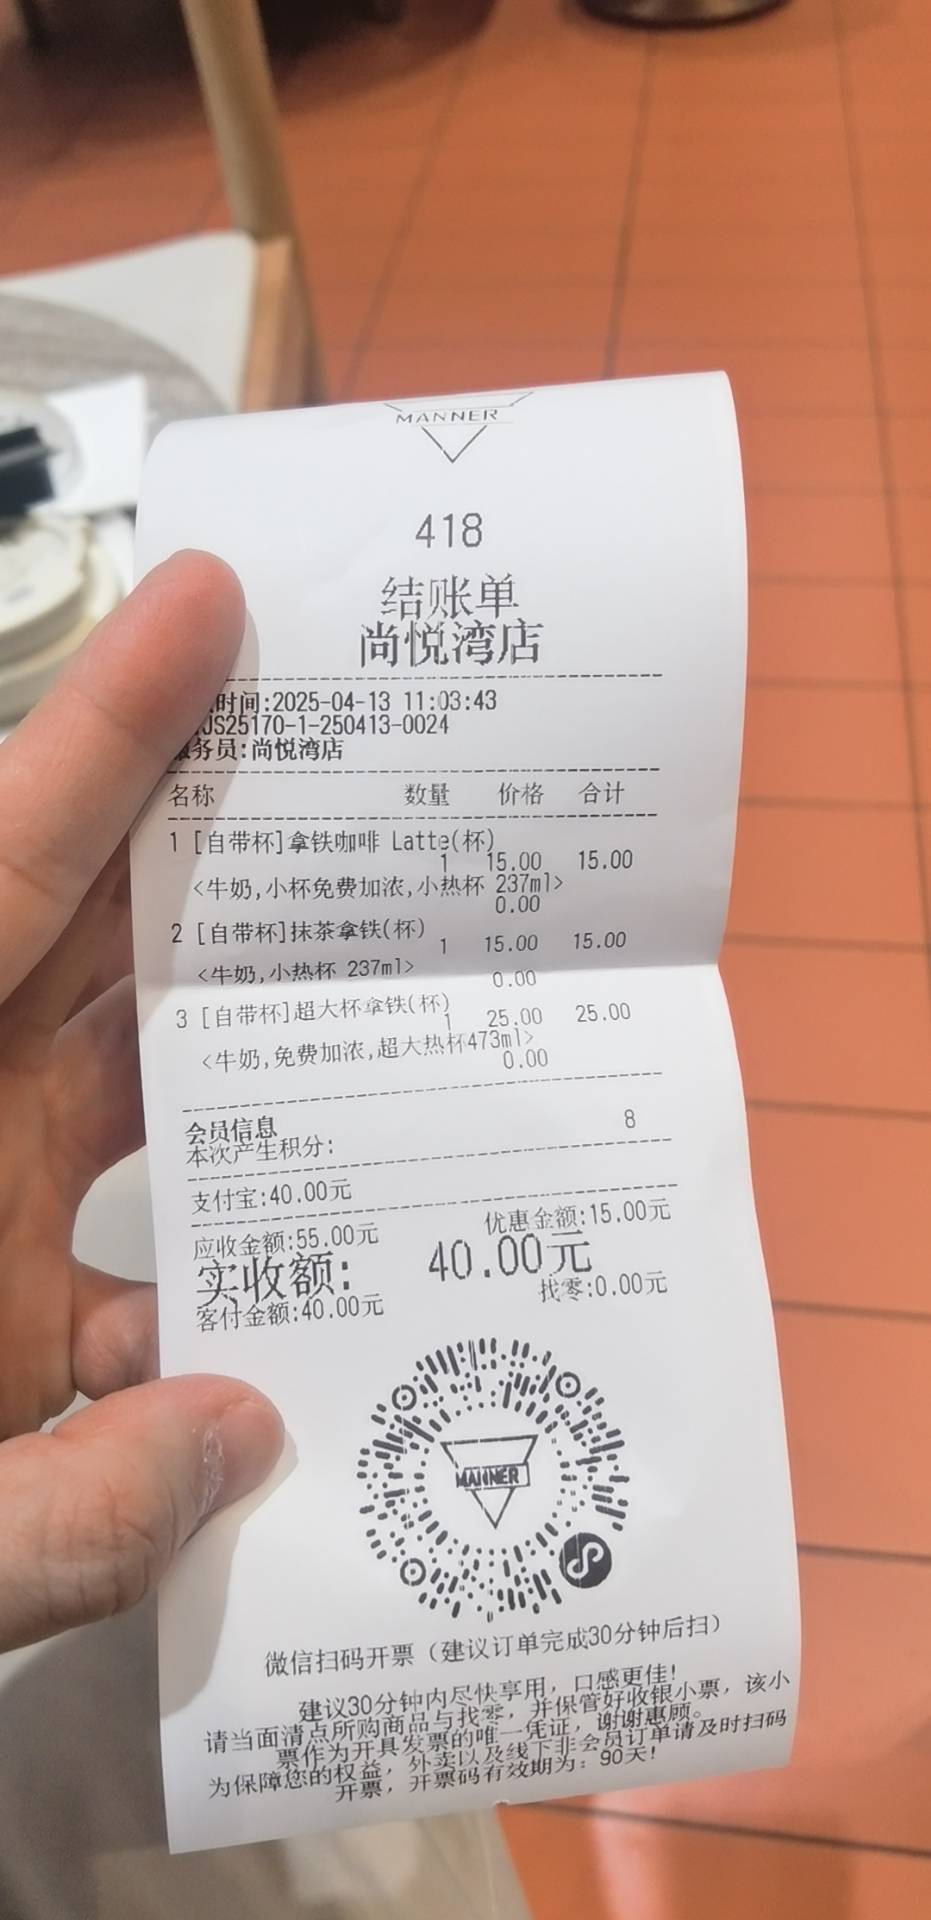 MANNER
418
结账单
尚悦湾店
时间:2025-04-13 11:03:43
JS25170-1-250413-0024
服务员:尚悦湾店
名称 数量 价格 合计
1 [自带杯]拿铁咖啡 Latte(杯)
1 15.00 15.00
<牛奶,小杯免费加浓,小热杯 237ml>
0.00
2 [自带杯]抹茶拿铁(杯)
1 15.00 15.00
<牛奶,小热杯 237ml>
0.00
3 [自带杯]超大杯拿铁(杯)
1 25.00 25.00
<牛奶,免费加浓,超大热杯473ml>
0.00
会员信息
本次产生积分: 8
支付宝:40.00元
应收金额:55.00元 优惠金额:15.00元
实收额: 40.00元
客付金额:40.00元 找零:0.00元
MANNER
微信扫码开票（建议订单完成30分钟后扫）
建议30分钟内尽快享用，口感更佳！
请当面清点所购商品与找零，并保管好收银小票，该小
票作为开具发票的唯一凭证，谢谢惠顾。
为保障您的权益，外卖以及线下非会员订单请及时扫码
开票，开票码有效期为：90天！